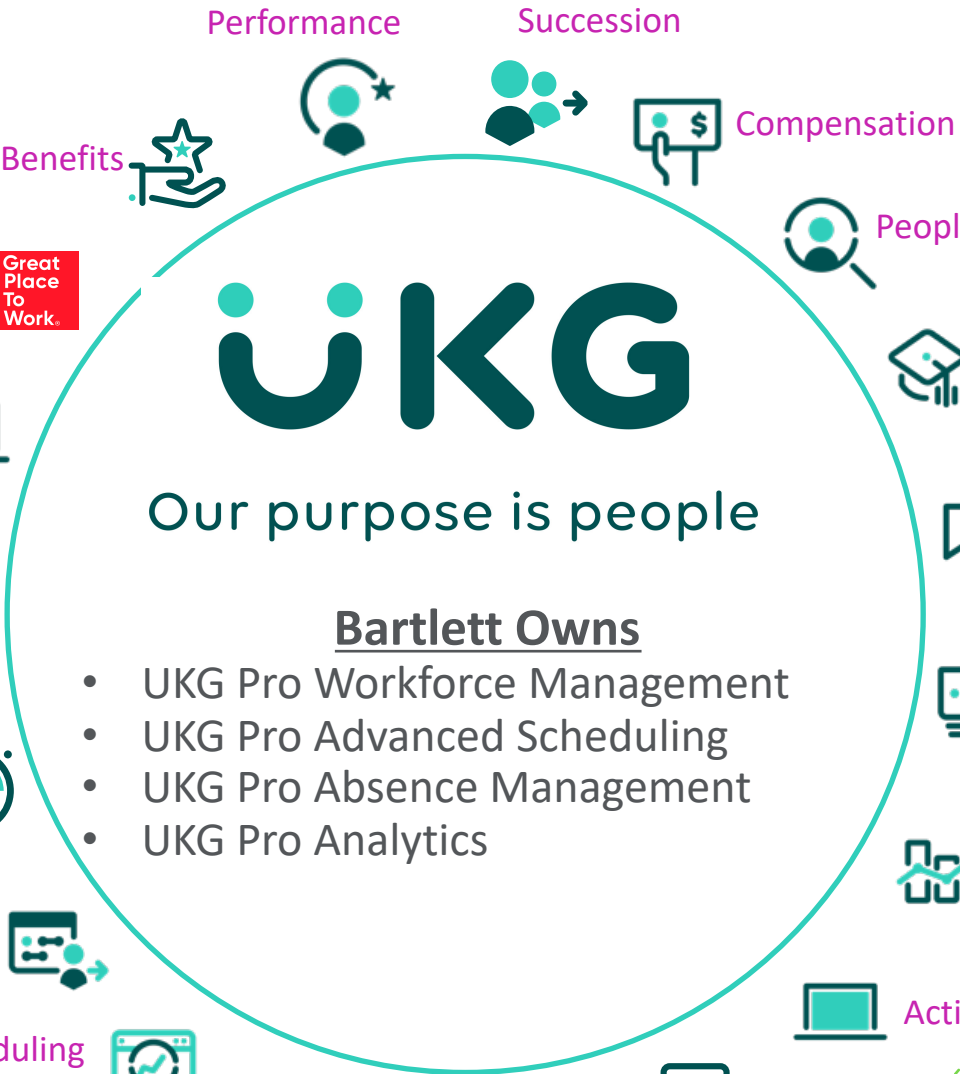 Performance
Succession
Compensation
Benefits
Peopl
Great
Place
To
Work®
UKG
Our purpose is people
Bartlett Owns
• UKG Pro Workforce Management
• UKG Pro Advanced Scheduling
• UKG Pro Absence Management
• UKG Pro Analytics
Acti
duling
$